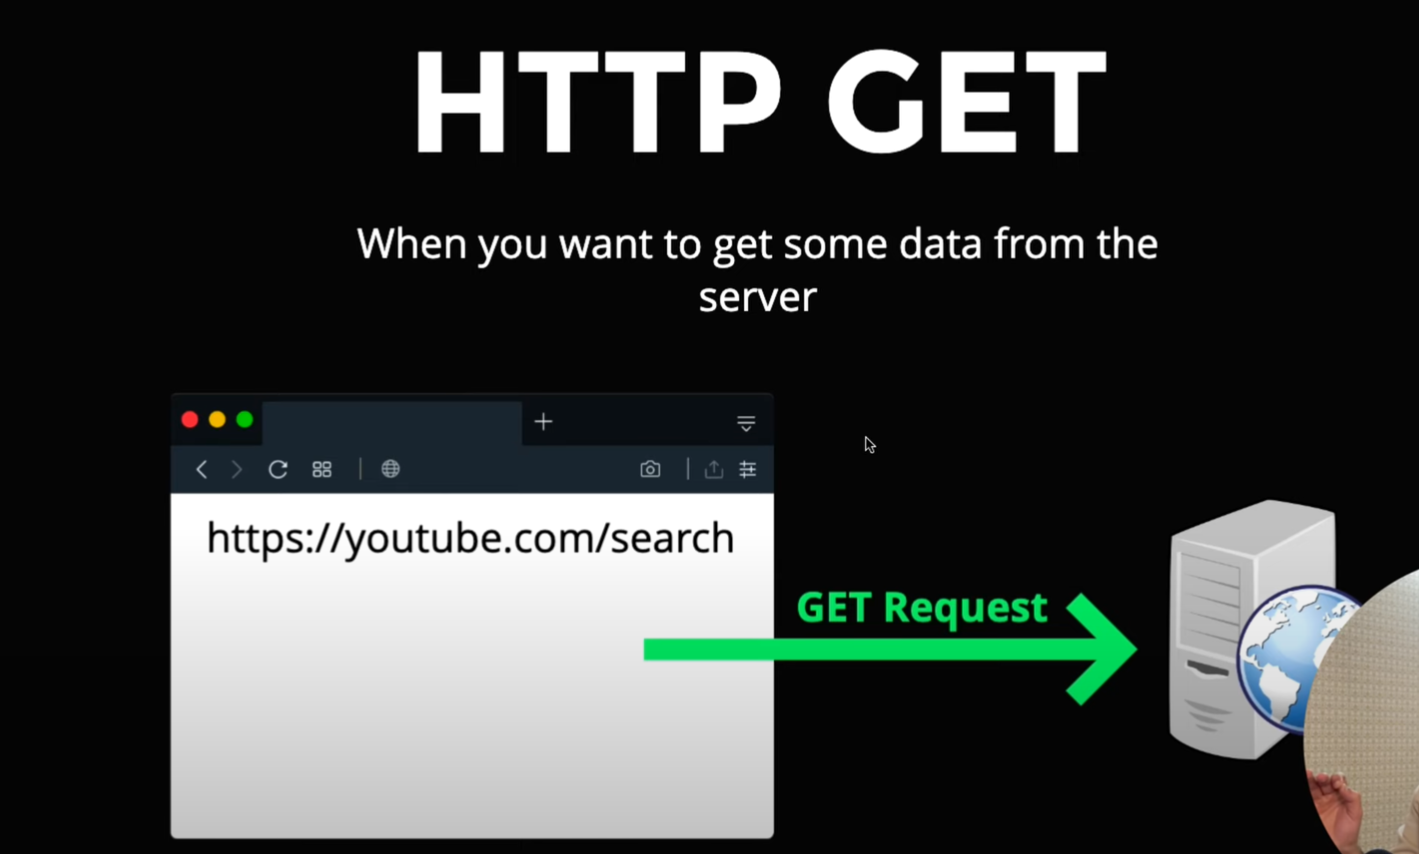 HTTP GET
When you want to get some data from the
server
https://youtube.com/search
GET Request